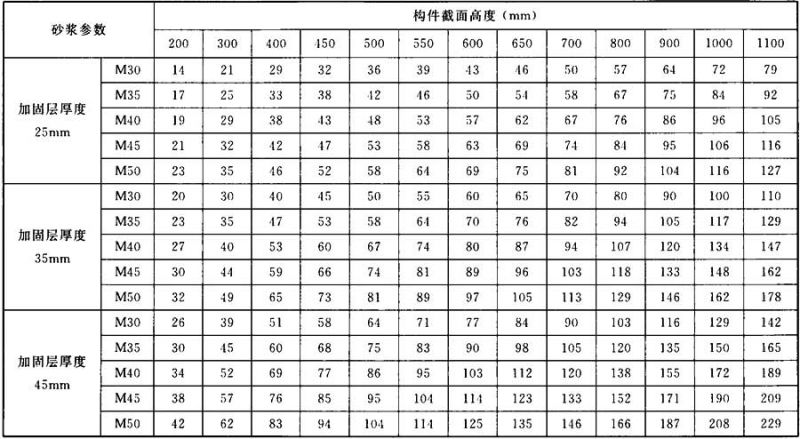 砂浆参数 构件截面高度（mm）
200 300 400 450 500 550 600 650 700 800 900 1000 1100
加固层厚度 25mm
M30 14 21 29 32 36 39 43 46 50 57 64 72 79
M35 17 25 33 38 42 46 50 54 58 67 75 84 92
M40 19 29 38 43 48 53 57 62 67 76 86 96 105
M45 21 32 42 47 53 58 63 69 74 84 95 106 116
M50 23 35 46 52 58 64 69 75 81 92 104 116 127
加固层厚度 35mm
M30 20 30 40 45 50 55 60 65 70 80 90 100 110
M35 23 35 47 53 58 64 70 76 82 94 105 117 129
M40 27 40 53 60 67 74 80 87 94 107 120 134 147
M45 30 44 59 66 74 81 89 96 103 118 133 148 162
M50 32 49 65 73 81 89 97 105 113 129 146 162 178
加固层厚度 45mm
M30 26 39 51 58 64 71 77 84 90 103 116 129 142
M35 30 45 60 68 75 83 90 98 105 120 135 150 165
M40 34 52 69 77 86 95 103 112 120 138 155 172 189
M45 38 57 76 85 95 104 114 123 133 152 171 190 209
M50 42 62 83 94 104 114 125 135 146 166 187 208 229